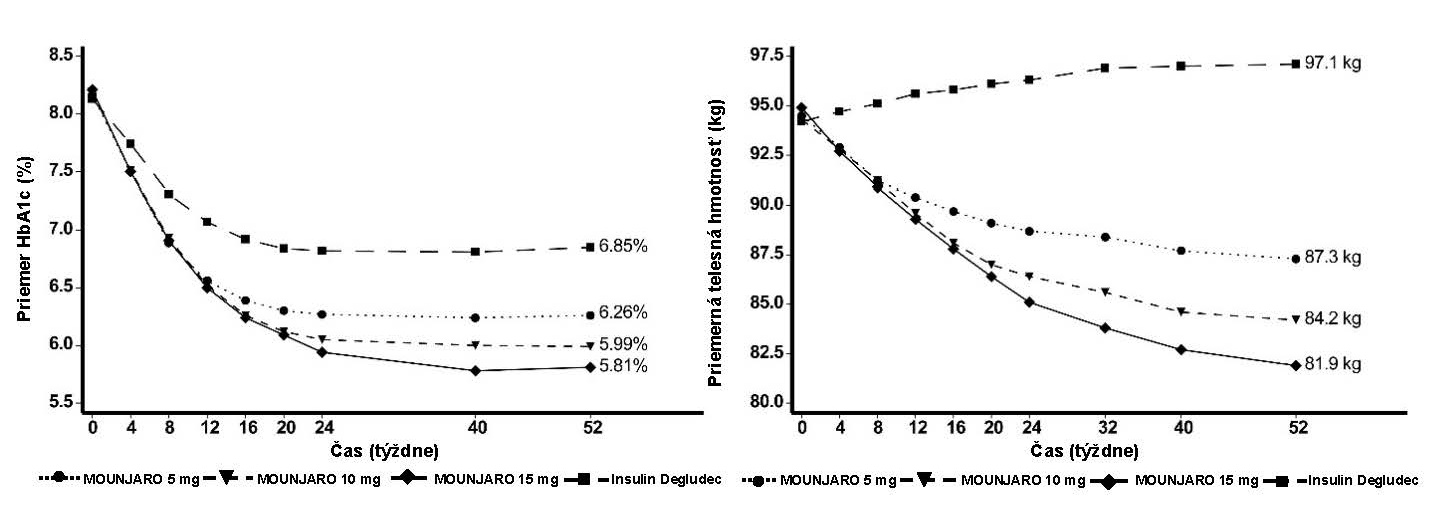 Priemer HbA1c (%)
8.5
8.0
7.5
7.0
6.5
6.0
5.5
6.85%
6.26%
5.99%
5.81%
0 4 8 12 16 20 24 40 52
Čas (týždne)
MOUNJARO 5 mg MOUNJARO 10 mg MOUNJARO 15 mg Insulin Degludec
Priemerná telesná hmotnosť (kg)
97.5
95.0
92.5
90.0
87.5
85.0
82.5
80.0
97.1 kg
87.3 kg
84.2 kg
81.9 kg
0 4 8 12 16 20 24 32 40 52
Čas (týždne)
MOUNJARO 5 mg MOUNJARO 10 mg MOUNJARO 15 mg Insulin Degludec